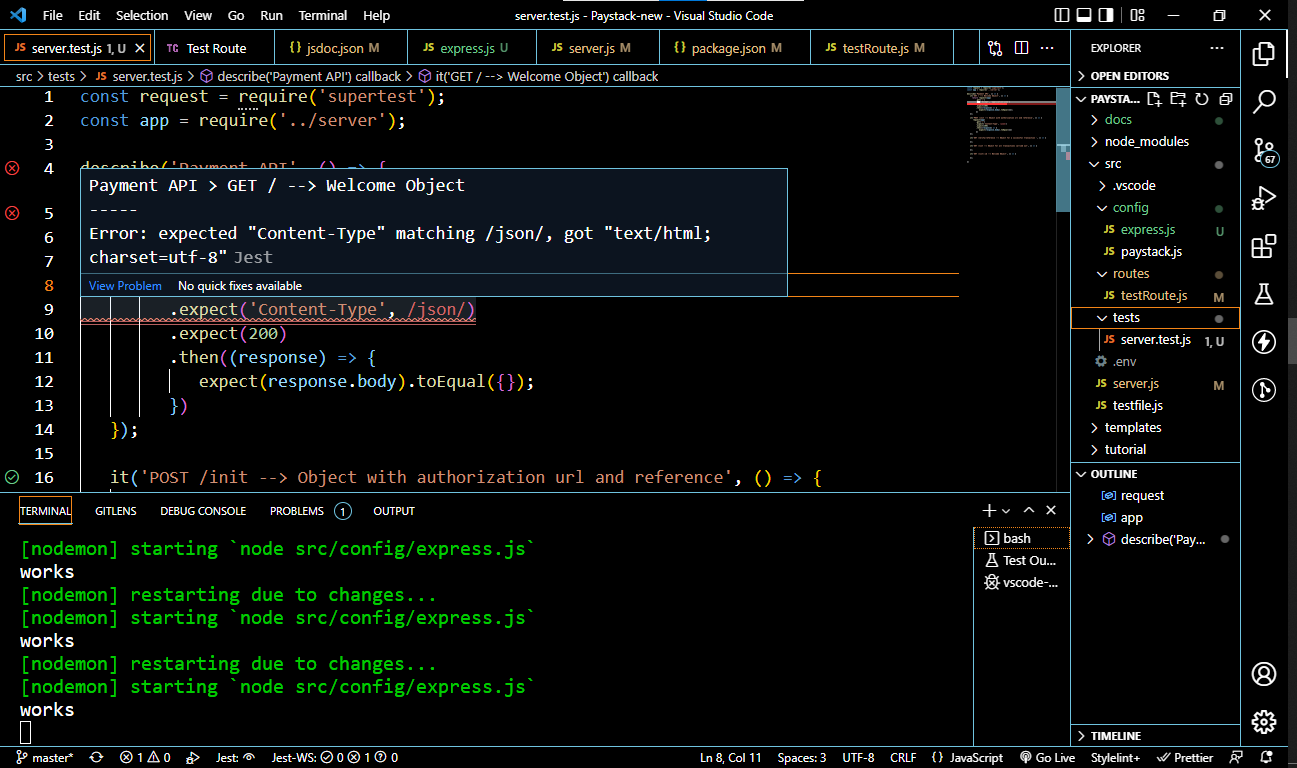 File Edit Selection View Go Run Terminal Help
server.test.js - Paystack-new - Visual Studio Code
JS server.test.js 1, U
TC Test Route
{} jsdoc.json M
JS express.js U
JS server.js M
{} package.json M
JS testRoute.js M
src > tests > JS server.test.js > describe('Payment API') callback > it('GET / --> Welcome Object') callback
1 const request = require('supertest');
2 const app = require('../server');
3
4 describe('Payment API', () => {
Payment API > GET / --> Welcome Object
-----
5
Error: expected "Content-Type" matching /json/, got "text/html;
6
charset=utf-8" Jest
7
8
View Problem No quick fixes available
9 .expect('Content-Type', /json/)
10 .expect(200)
11 .then((response) => {
12 expect(response.body).toEqual({});
13 })
14 });
15
16 it('POST /init --> Object with authorization url and reference', () => {
TERMINAL GITLENS DEBUG CONSOLE PROBLEMS 1 OUTPUT
[nodemon] starting `node src/config/express.js`
works
[nodemon] restarting due to changes...
[nodemon] starting `node src/config/express.js`
works
[nodemon] restarting due to changes...
[nodemon] starting `node src/config/express.js`
works
bash
Test Ou...
vscode-...
EXPLORER
OPEN EDITORS
PAYSTA...
docs
node_modules
src
.vscode
config
JS express.js U
JS paystack.js
routes
JS testRoute.js M
tests
JS server.test.js 1, U
.env
JS server.js M
JS testfile.js
templates
tutorial
OUTLINE
request
app
describe('Pay...
TIMELINE
67
master* 1 0 Jest: Jest-WS: 0 1 0
Ln 8, Col 11 Spaces: 3 UTF-8 CRLF {} JavaScript Go Live Stylelint+ Prettier